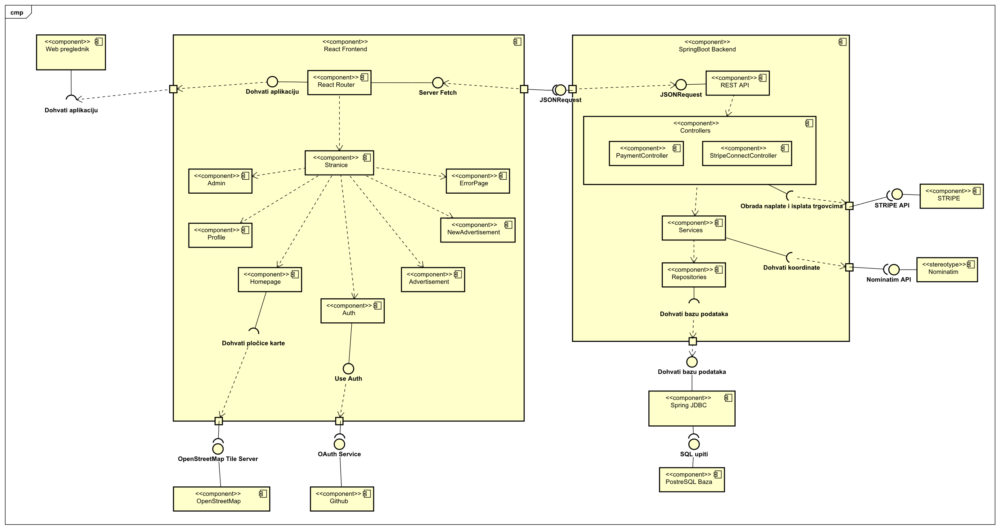 cmp
<<component>>
Web preglednik
Dohvati aplikaciju
<<component>>
React Frontend
Dohvati aplikaciju
<<component>>
React Router
Server Fetch
<<component>>
Stranice
<<component>>
Admin
<<component>>
ErrorPage
<<component>>
Profile
<<component>>
NewAdvertisement
<<component>>
Homepage
<<component>>
Advertisement
<<component>>
Auth
Dohvati pločice karte
Use Auth
OpenStreetMap Tile Server
OAuth Service
<<component>>
OpenStreetMap
<<component>>
Github
JSONRequest
<<component>>
SpringBoot Backend
JSONRequest
<<component>>
REST API
<<component>>
Controllers
<<component>>
PaymentController
<<component>>
StripeConnectController
Obrada naplate i isplata trgovcima
STRIPE API
<<component>>
STRIPE
<<component>>
Services
Dohvati koordinate
Nominatim API
<<stereotype>>
Nominatim
<<component>>
Repositories
Dohvati bazu podataka
Dohvati bazu podataka
<<component>>
Spring JDBC
SQL upiti
<<component>>
PostreSQL Baza